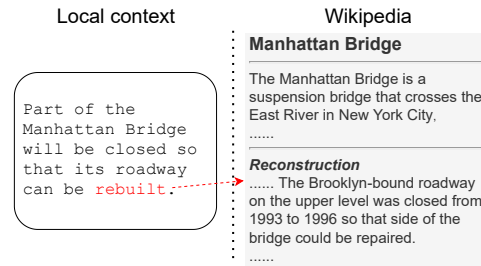 Local context
Wikipedia
Part of the
Manhattan Bridge
will be closed so
that its roadway
can be rebuilt.
Manhattan Bridge
The Manhattan Bridge is a
suspension bridge that crosses the
East River in New York City,
......
Reconstruction
...... The Brooklyn-bound roadway
on the upper level was closed from
1993 to 1996 so that side of the
bridge could be repaired.
......